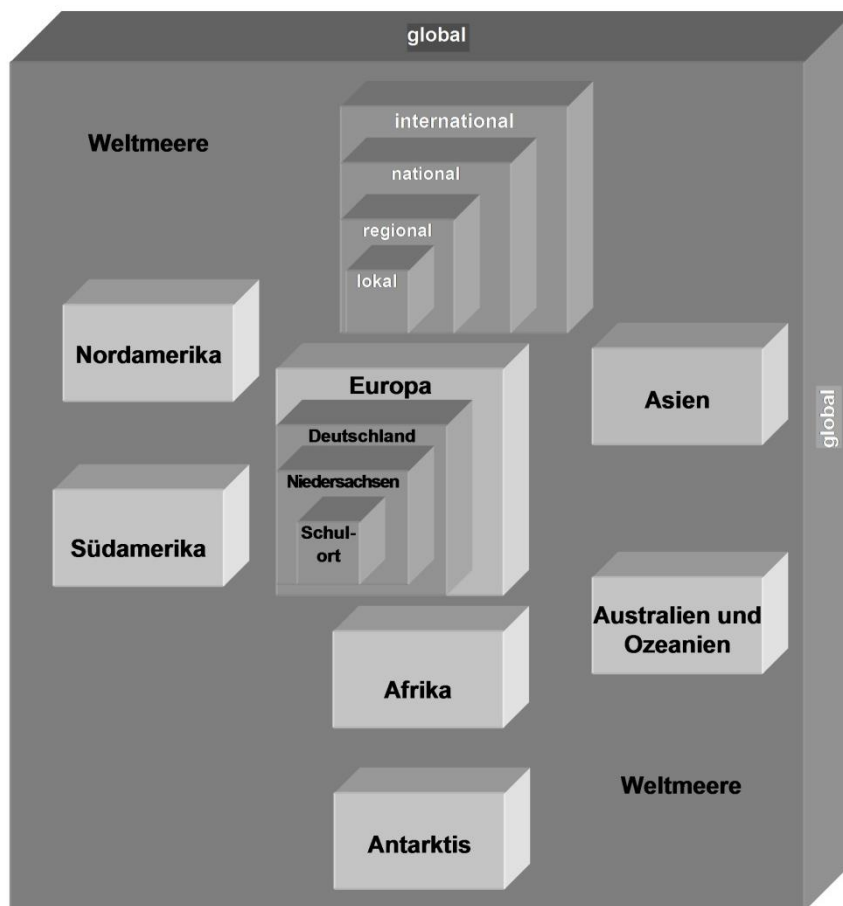 global
Weltmeere
international
national
regional
lokal
Nordamerika
Europa
Asien
Deutschland
Niedersachsen
Schul-
ort
Südamerika
global
Australien und
Ozeanien
Afrika
Weltmeere
Antarktis